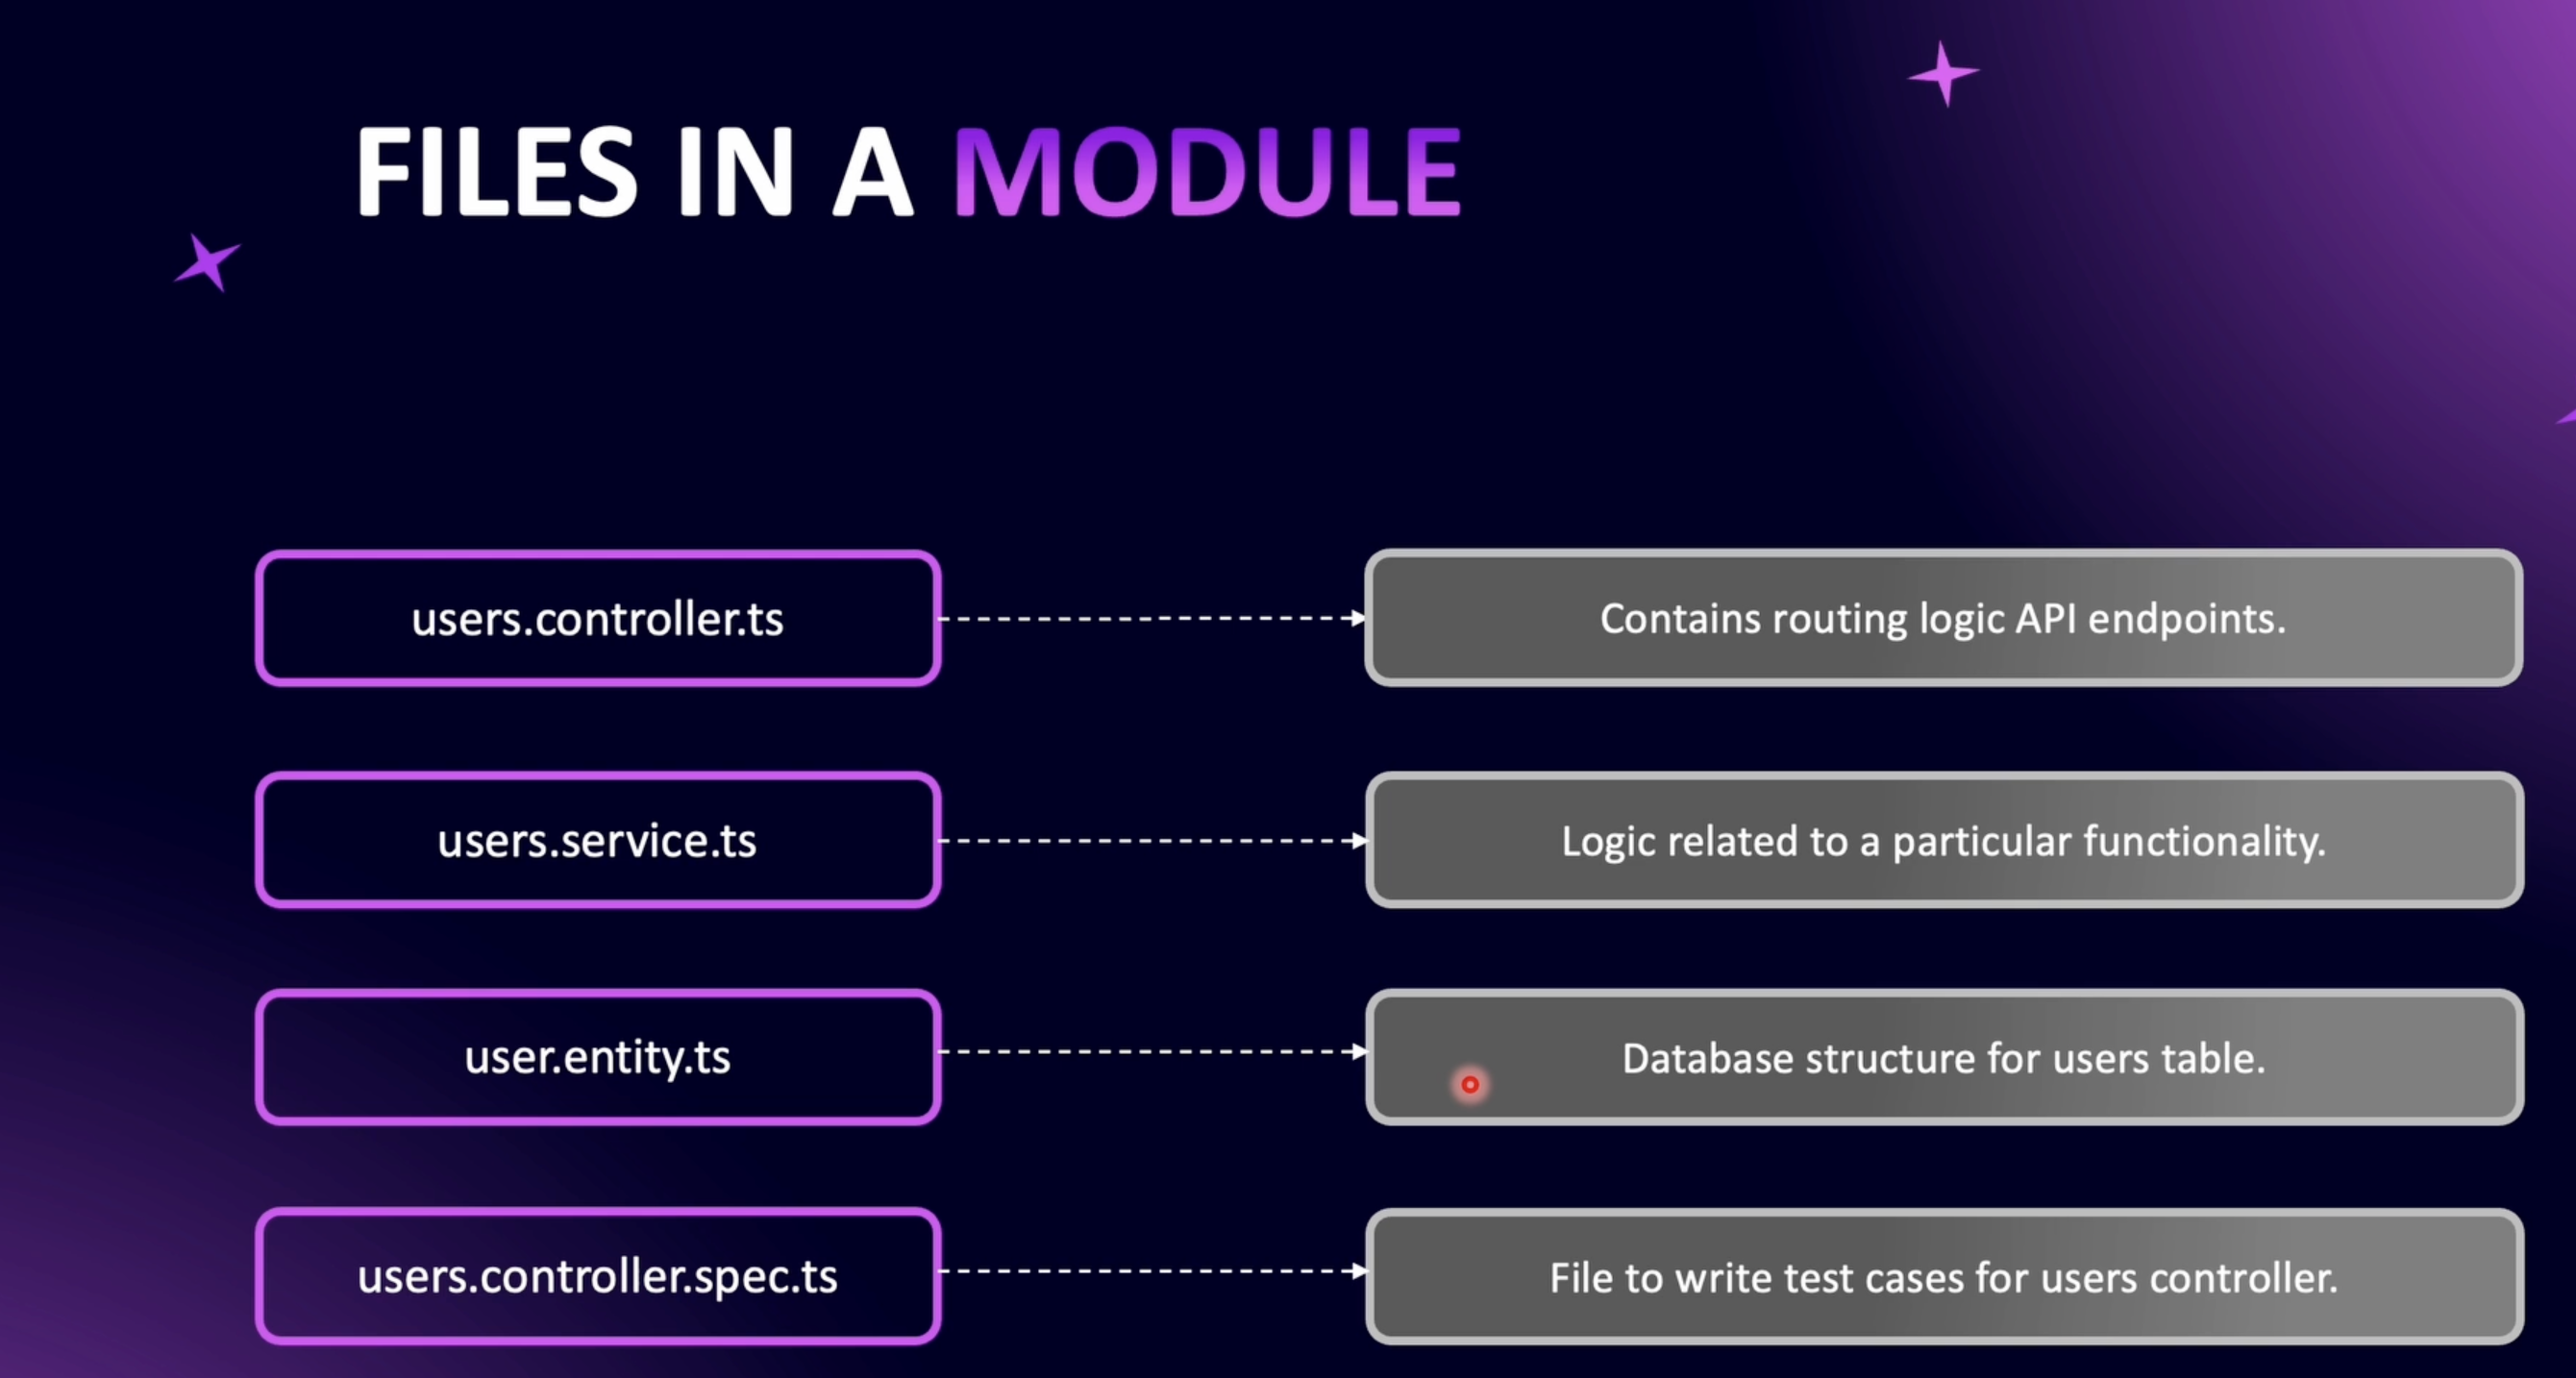 FILES IN A MODULE
users.controller.ts
Contains routing logic API endpoints.
users.service.ts
Logic related to a particular functionality.
user.entity.ts
Database structure for users table.
users.controller.spec.ts
File to write test cases for users controller.